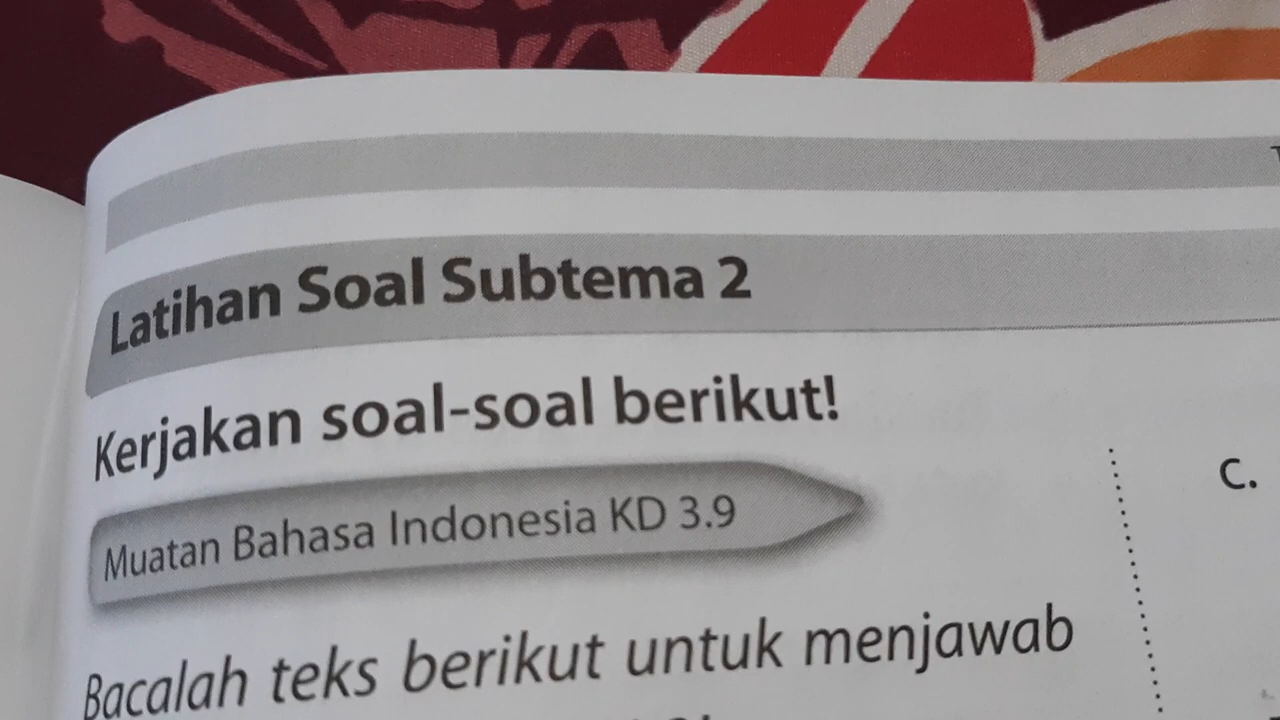 Latihan Soal Subtema 2
Kerjakan soal-soal berikut!
Muatan Bahasa Indonesia KD 3.9
Bacalah teks berikut untuk menjawab
C.